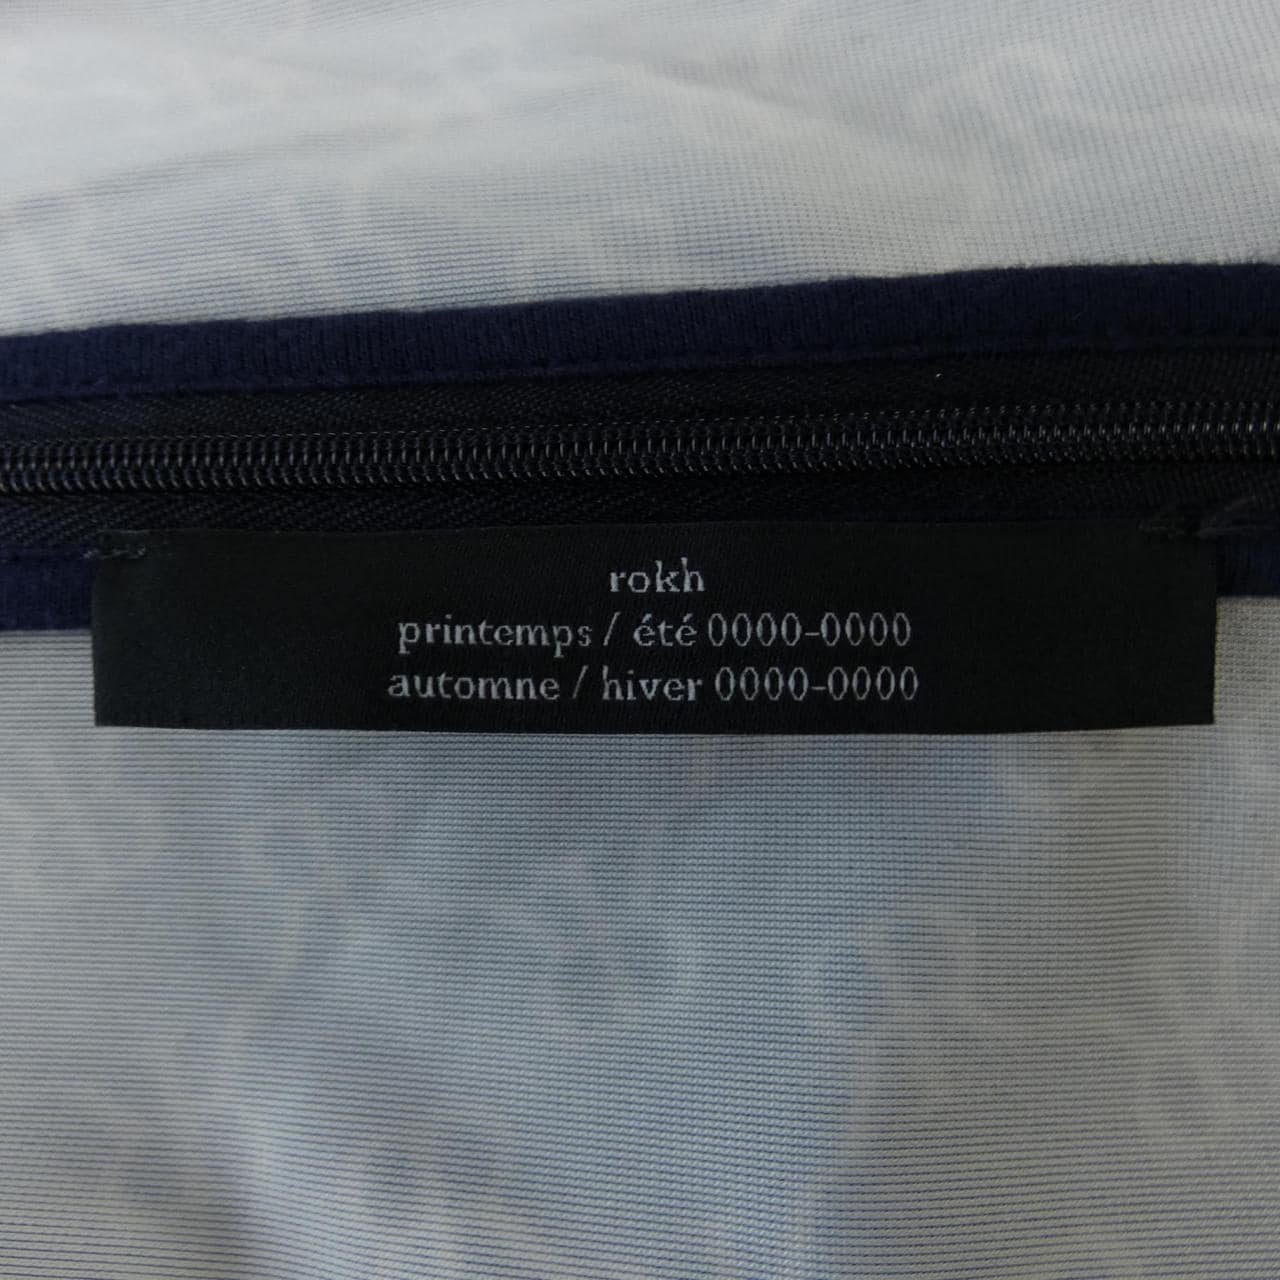 rokh
printemps / été 0000-0000
automne / hiver 0000-0000